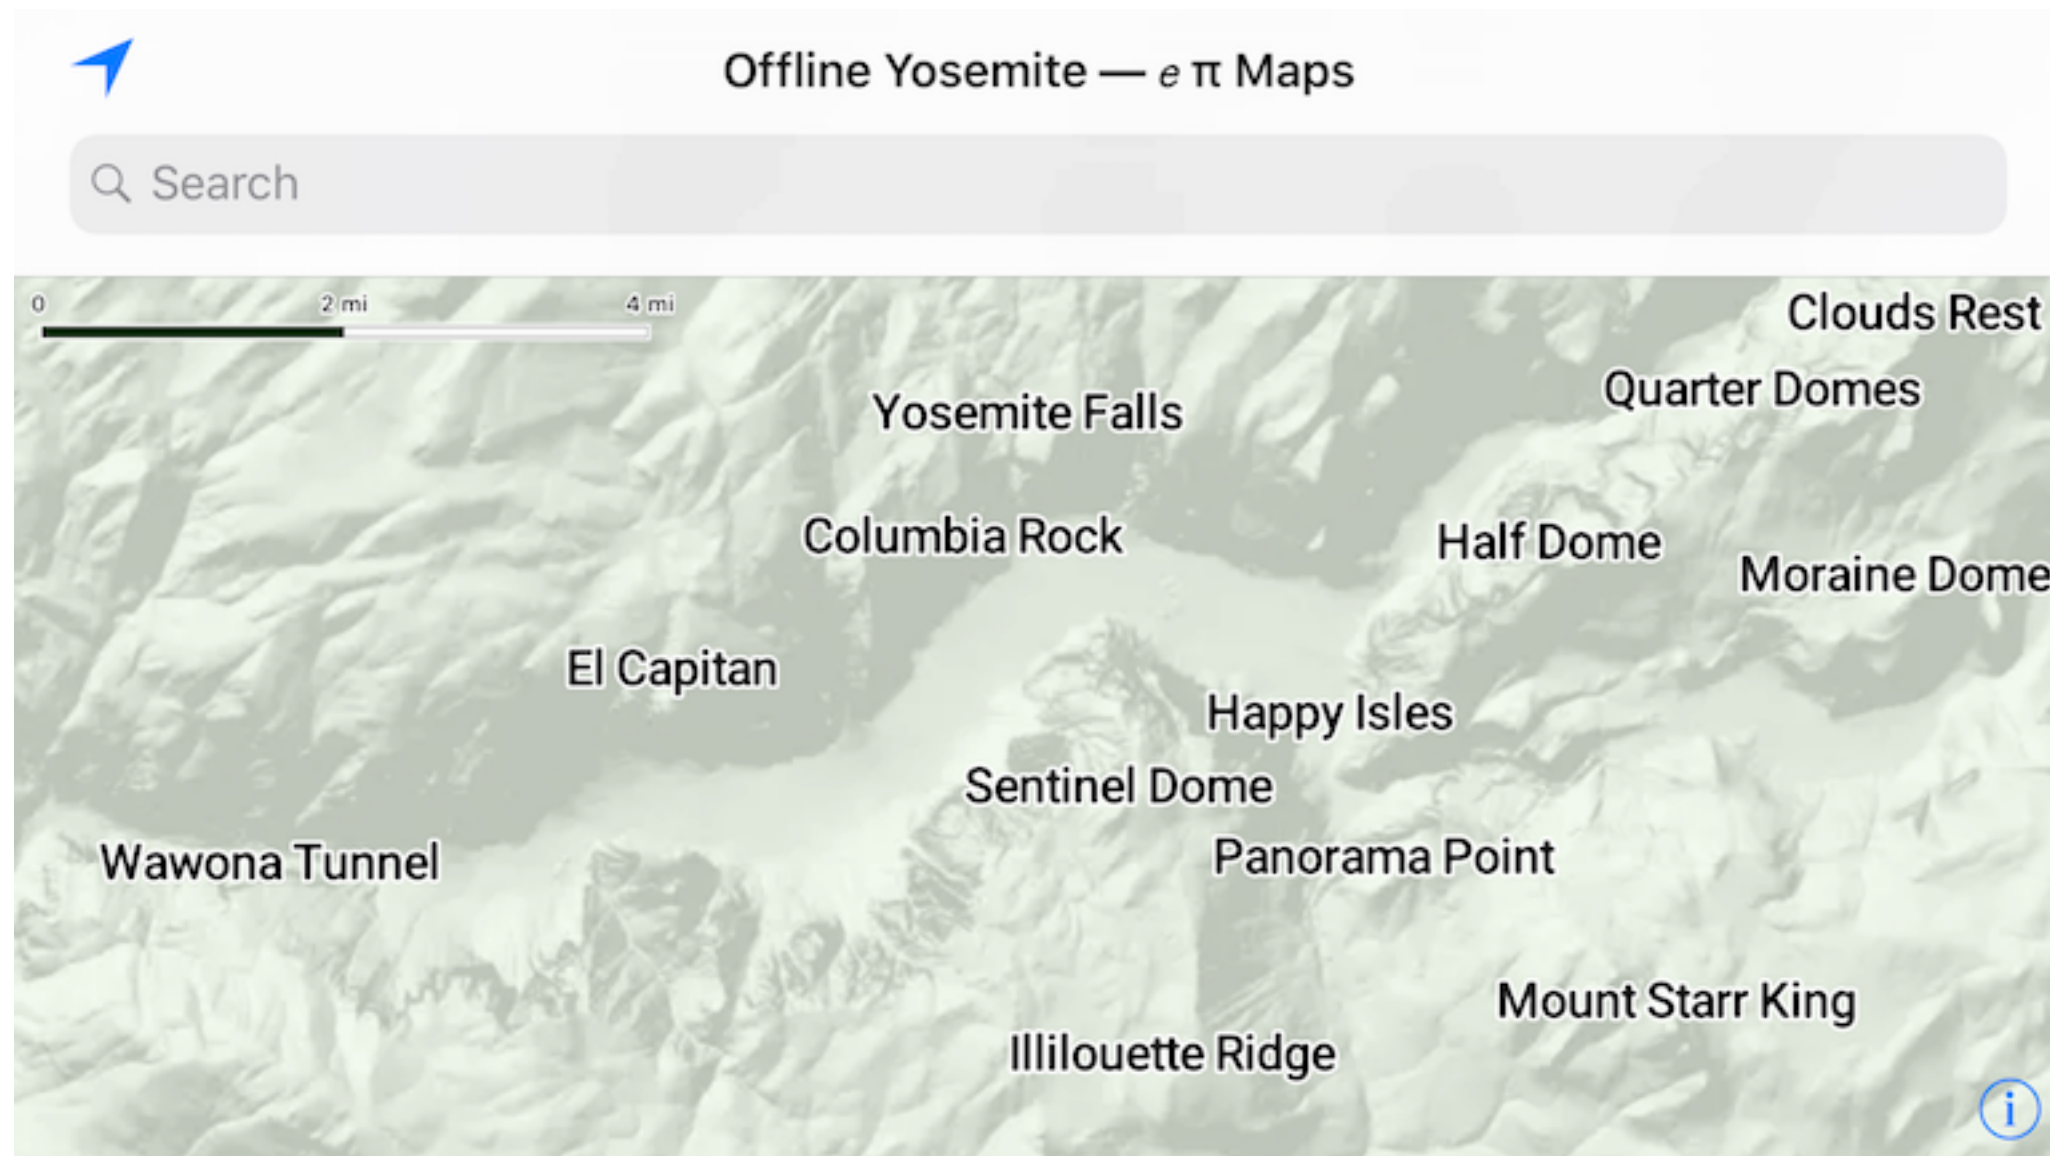 Offline Yosemite — e π Maps
Search
0 2 mi 4 mi
Clouds Rest
Quarter Domes
Yosemite Falls
Columbia Rock
Half Dome
Moraine Dome
El Capitan
Happy Isles
Sentinel Dome
Wawona Tunnel
Panorama Point
Mount Starr King
Illilouette Ridge
i